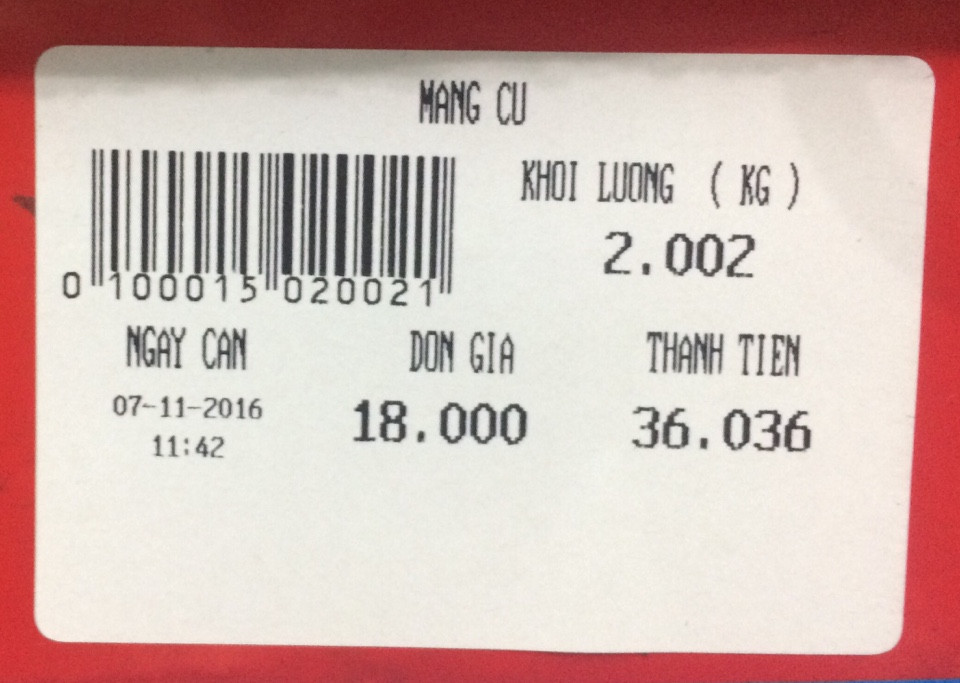 MANG CU
KHOI LUONG ( KG )
2.002
0 100015 020021
NGAY CAN
07-11-2016
11:42
DON GIA
18.000
THANH TIEN
36.036